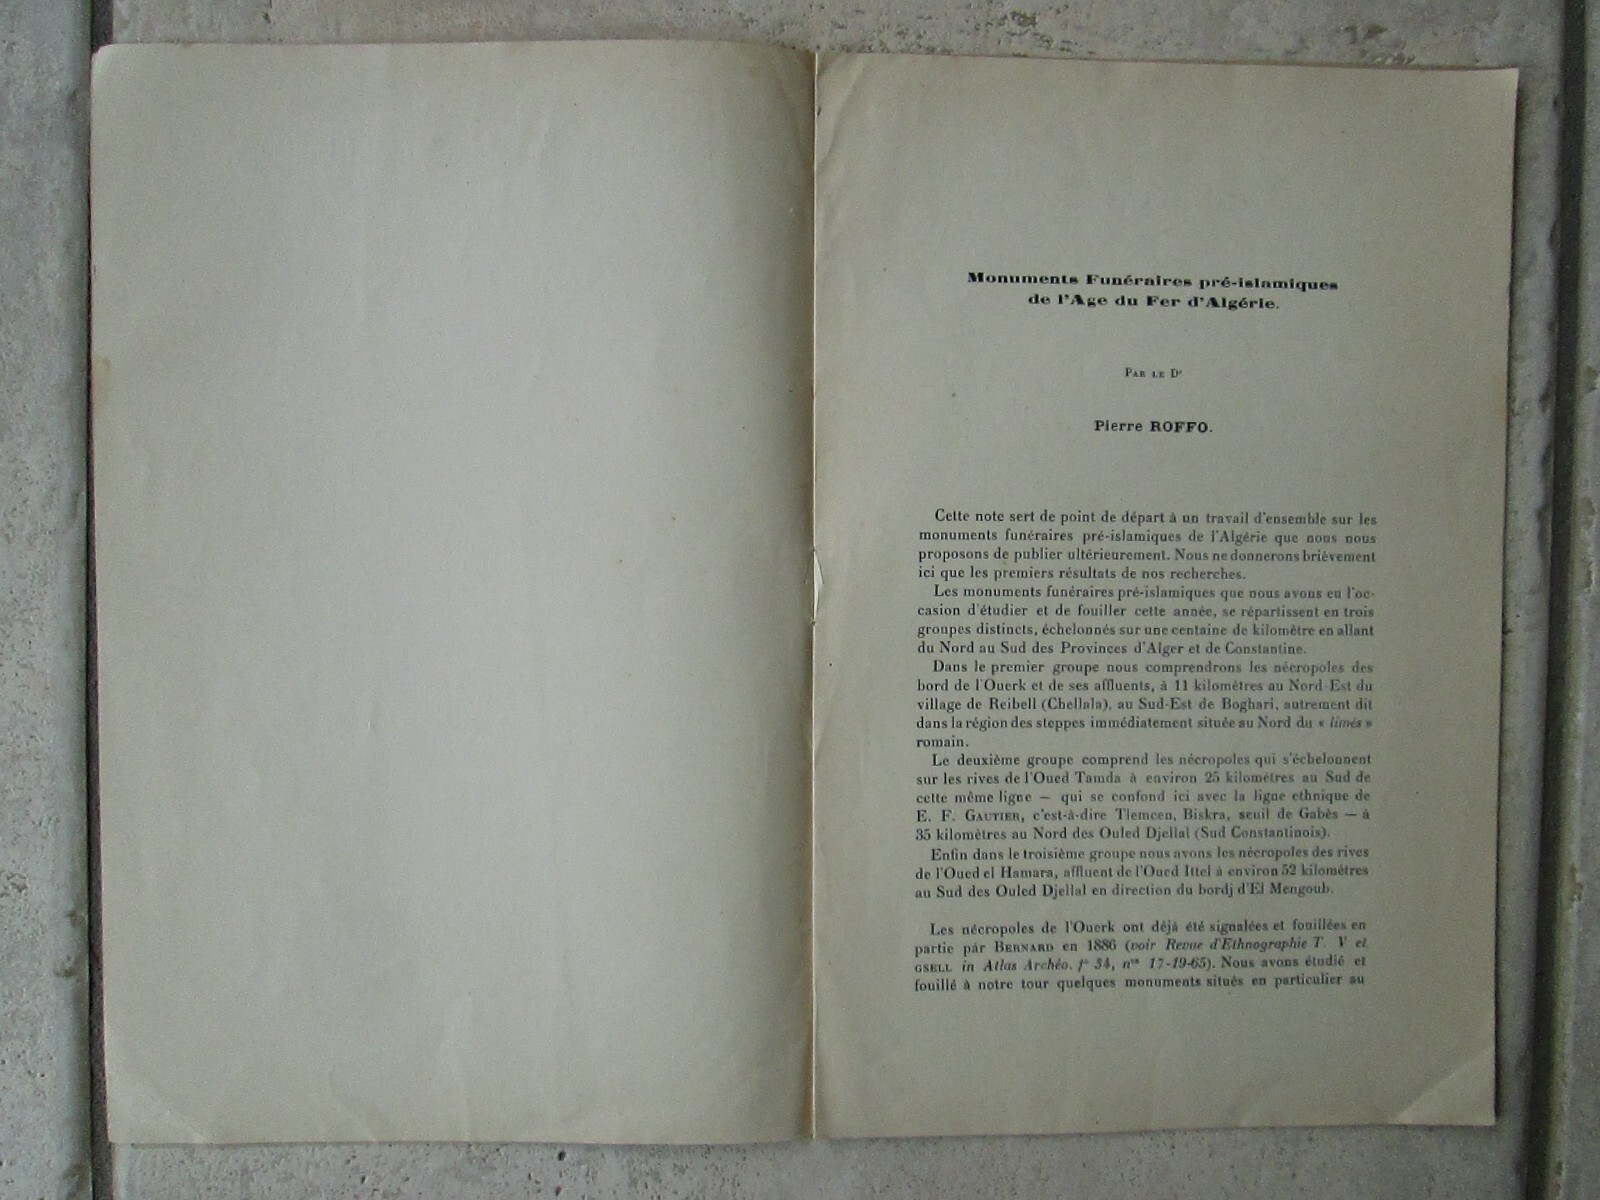 Monuments Funéraires pré-islamiques
de l'Age du Fer d'Algérie.
PAR LE Dr
Pierre ROFFO.
Cette note sert de point de départ à un travail d'ensemble sur les
monuments funéraires pré-islamiques de l'Algérie que nous nous
proposons de publier ultérieurement. Nous ne donnerons brièvement
ici que les premiers résultats de nos recherches.
Les monuments funéraires pré-islamiques que nous avons eu l'oc-
casion d'étudier et de fouiller cette année, se répartissent en trois
groupes distincts, échelonnés sur une centaine de kilomètre en allant
du Nord au Sud des Provinces d'Alger et de Constantine.
Dans le premier groupe nous comprendrons les nécropoles des
bord de l'Ouerk et de ses affluents, à 11 kilomètres au Nord-Est du
village de Reibell (Chellala), au Sud-Est de Boghari, autrement dit
dans la région des steppes immédiatement située au Nord du « limès »
romain.
Le deuxième groupe comprend les nécropoles qui s'échelonnent
sur les rives de l'Oued Tamda à environ 25 kilomètres au Sud de
cette même ligne — qui se confond ici avec la ligne ethnique de
E. F. GAUTIER, c'est-à-dire Tlemcen, Biskra, seuil de Gabès — à
35 kilomètres au Nord des Ouled Djellal (Sud Constantinois).
Enfin dans le troisième groupe nous avons les nécropoles des rives
de l'Oued el Hamara, affluent de l'Oued Ittel à environ 52 kilomètres
au Sud des Ouled Djellal en direction du bordj d'El Mengoub.
Les nécropoles de l'Ouerk ont déjà été signalées et fouillées en
partie par BERNARD en 1886 (voir Revue d'Ethnographie T. V et
GSELL in Atlas Archéo. fe 34, nos 17-19-65). Nous avons étudié et
fouillé à notre tour quelques monuments situés en particulier au